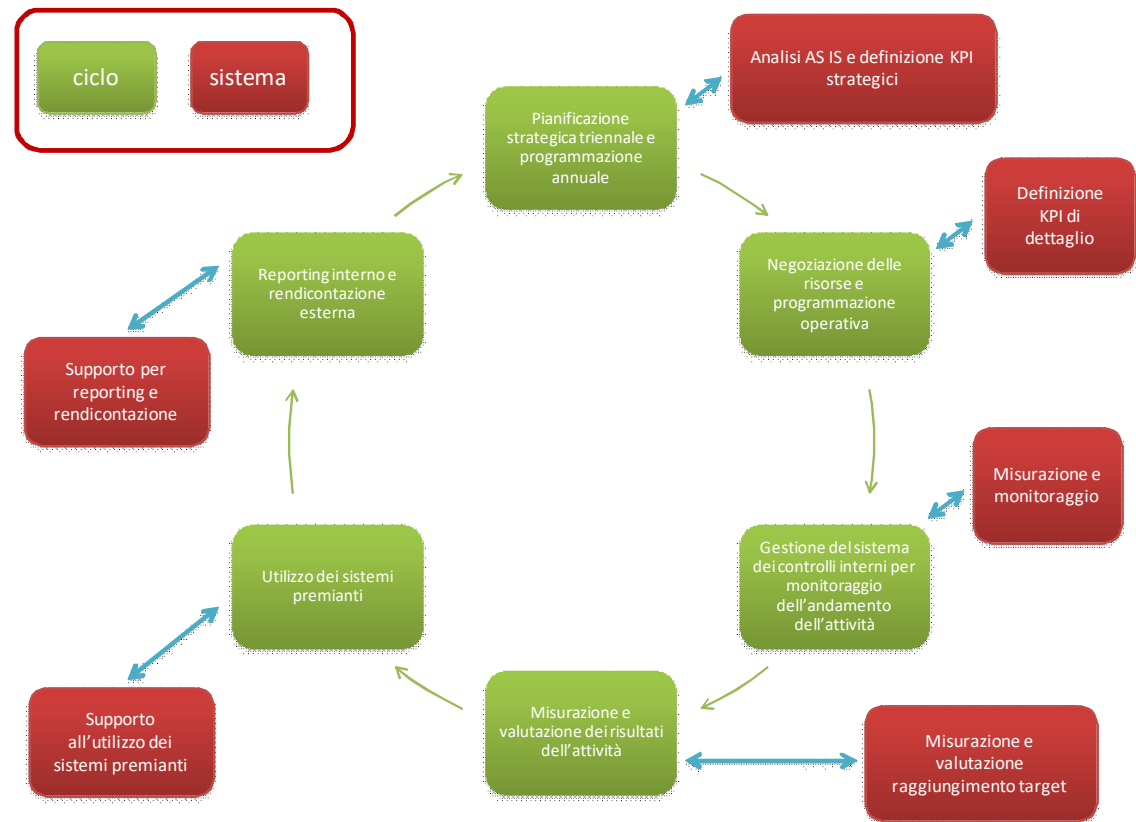 ciclo
sistema
Analisi AS IS e definizione KPI
strategici
Pianificazione
strategica triennale e
programmazione
annuale
Definizione
KPI di
dettaglio
Negoziazione delle
risorse e
programmazione
operativa
Reporting interno e
rendicontazione
esterna
Supporto per
reporting e
rendicontazione
Misurazione e
monitoraggio
Gestione del sistema
dei controlli interni per
monitoraggio
dell’andamento
dell’attività
Utilizzo dei sistemi
premianti
Misurazione e
valutazione dei risultati
dell’attività
Supporto
all’utilizzo dei
sistemi premianti
Misurazione e
valutazione
raggiungimento target